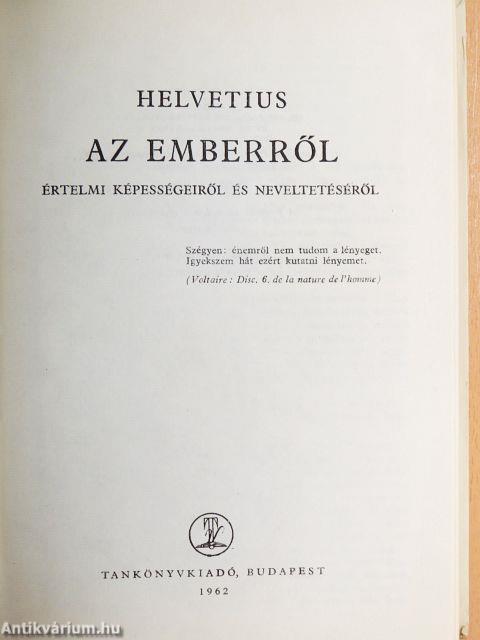 HELVETIUS
AZ EMBERRŐL
ÉRTELMI KÉPESSÉGEIRŐL ÉS NEVELTETÉSÉRŐL
Szégyen: énemről nem tudom a lényeget.
Igyekszem hát ezért kutatni lényemet.
(Voltaire: Disc. 6. de la nature de l'homme)
TANKÖNYVKIADÓ, BUDAPEST
1962
Antikvárium.hu